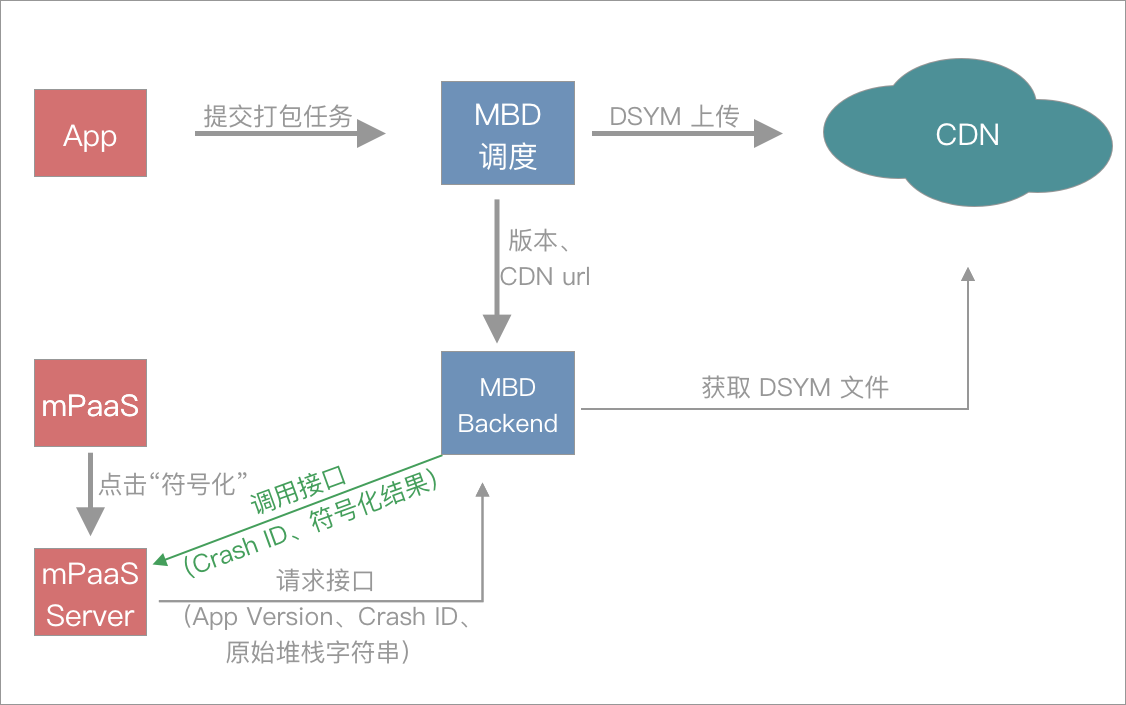 App
提交打包任务
MBD
调度
DSYM 上传
CDN
版本、
CDN url
mPaaS
MBD
Backend
获取 DSYM 文件
点击“符号化”
调用接口
(Crash ID、符号化结果)
mPaaS
Server
请求接口
(App Version、Crash ID、
原始堆栈字符串)